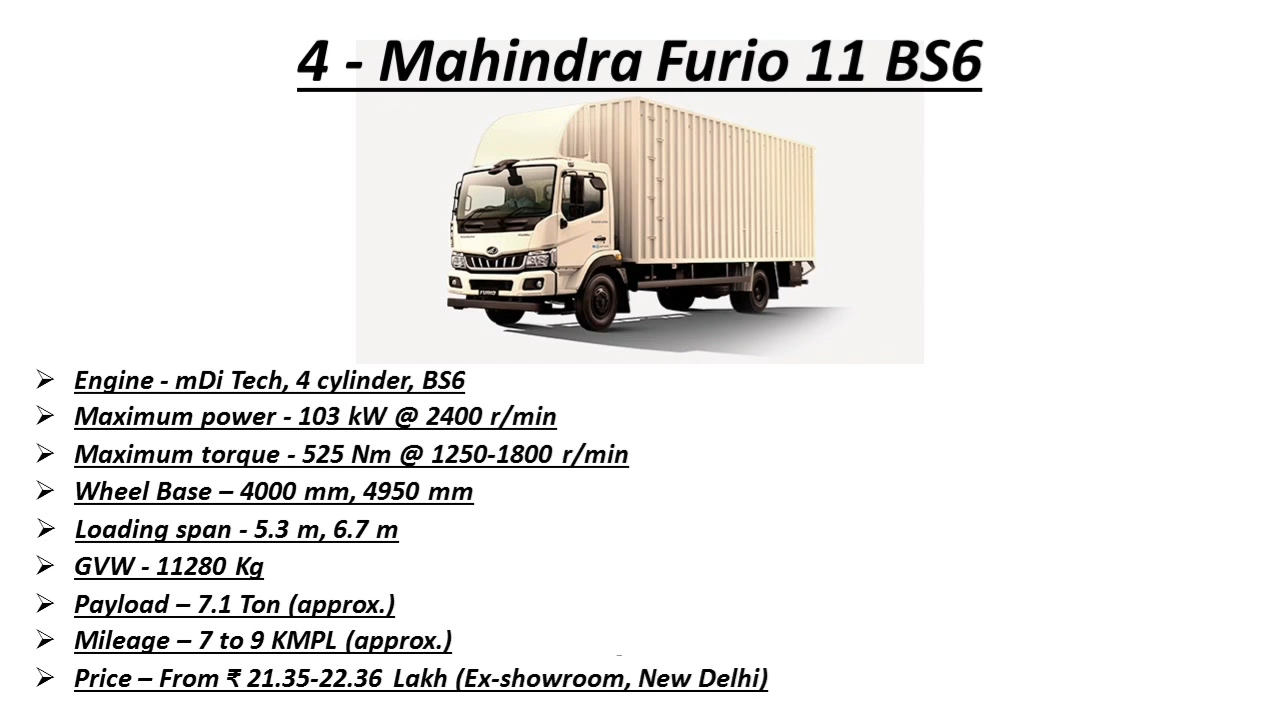 4 - Mahindra Furio 11 BS6
FURIO
➢ Engine - mDi Tech, 4 cylinder, BS6
➢ Maximum power - 103 kW @ 2400 r/min
➢ Maximum torque - 525 Nm @ 1250-1800 r/min
➢ Wheel Base – 4000 mm, 4950 mm
➢ Loading span - 5.3 m, 6.7 m
➢ GVW - 11280 Kg
➢ Payload – 7.1 Ton (approx.)
➢ Mileage – 7 to 9 KMPL (approx.)
➢ Price – From ₹ 21.35-22.36 Lakh (Ex-showroom, New Delhi)